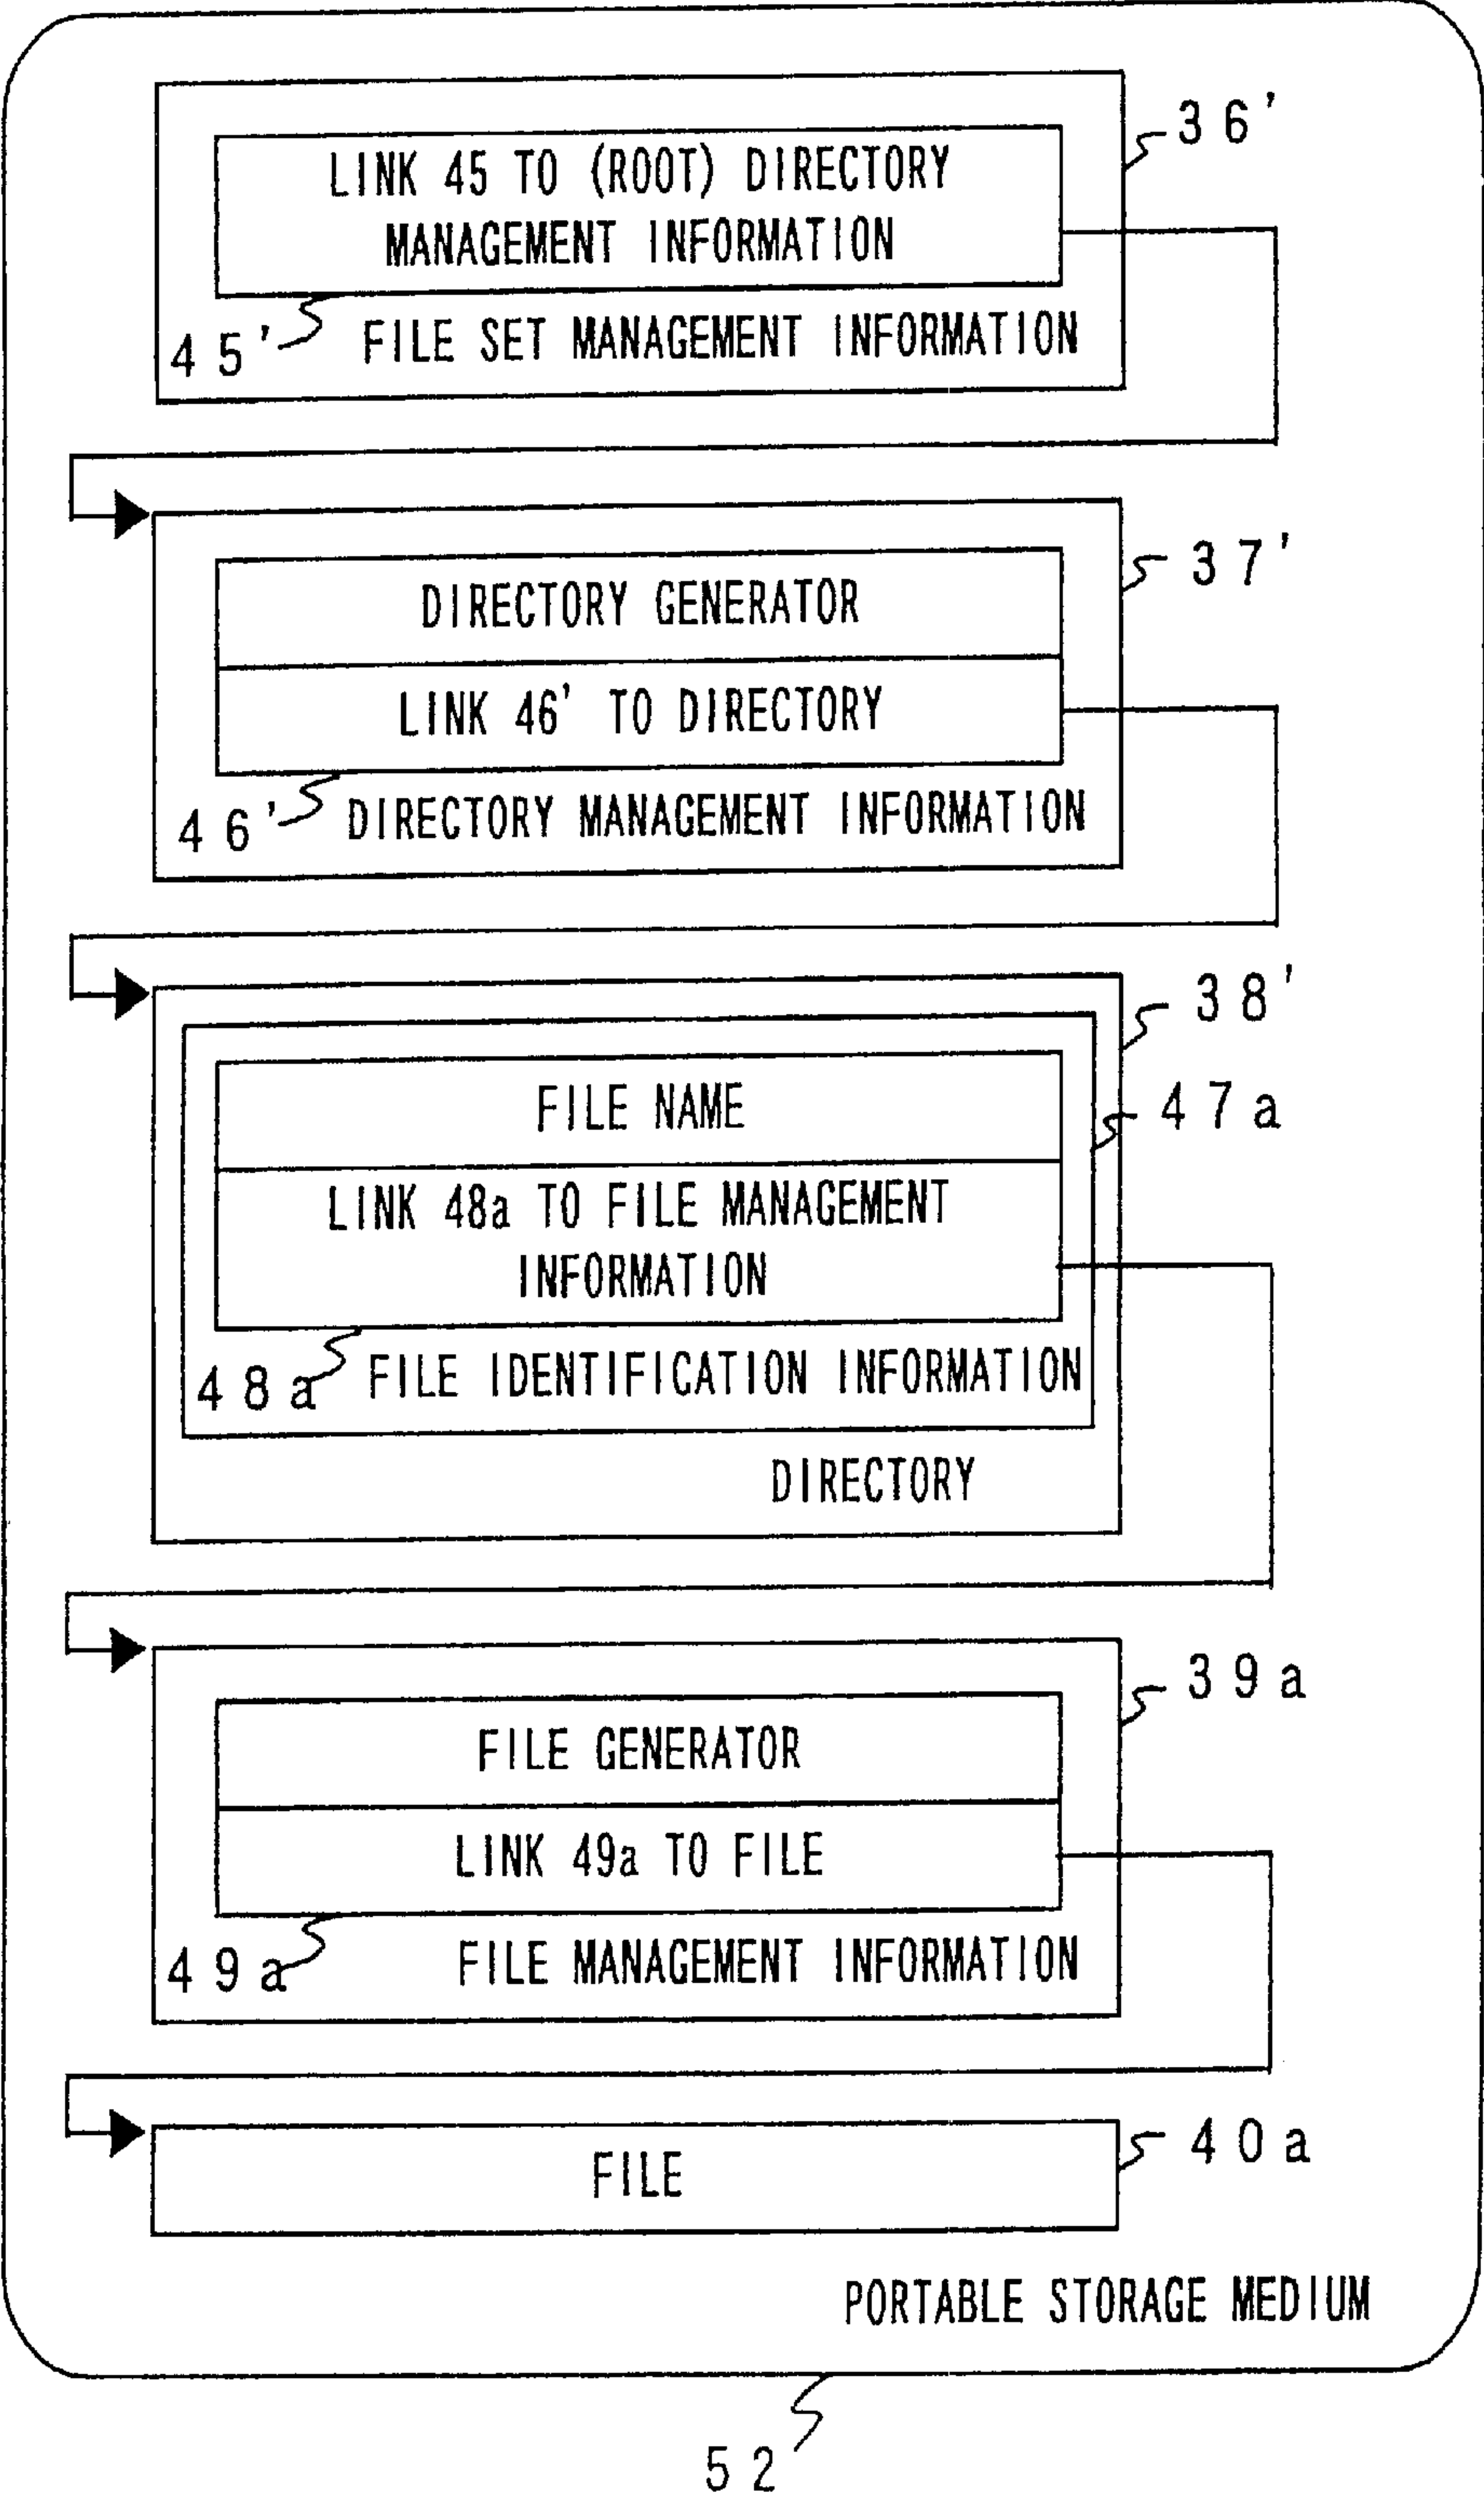 36'
LINK 45 TO (ROOT) DIRECTORY
MANAGEMENT INFORMATION
45'
FILE SET MANAGEMENT INFORMATION
37'
DIRECTORY GENERATOR
LINK 46' TO DIRECTORY
46'
DIRECTORY MANAGEMENT INFORMATION
38'
47a
FILE NAME
LINK 48a TO FILE MANAGEMENT
INFORMATION
48a
FILE IDENTIFICATION INFORMATION
DIRECTORY
39a
FILE GENERATOR
LINK 49a TO FILE
49a
FILE MANAGEMENT INFORMATION
40a
FILE
PORTABLE STORAGE MEDIUM
52